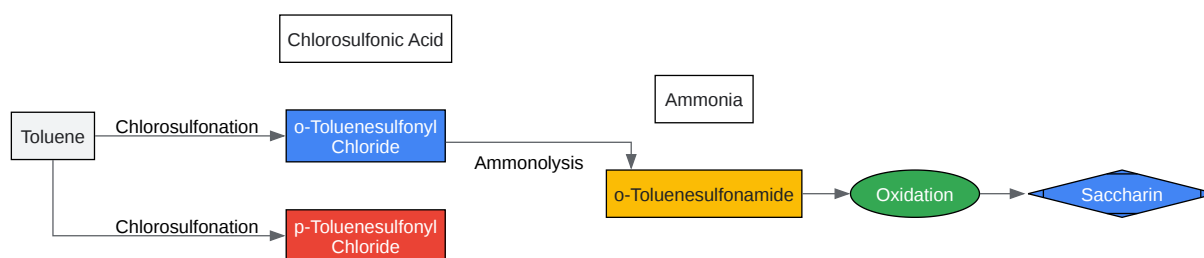 Chlorosulfonic Acid
Ammonia
Toluene
Chlorosulfonation
o-Toluenesulfonyl
Chloride
Ammonolysis
o-Toluenesulfonamide
Oxidation
Saccharin
Chlorosulfonation
p-Toluenesulfonyl
Chloride